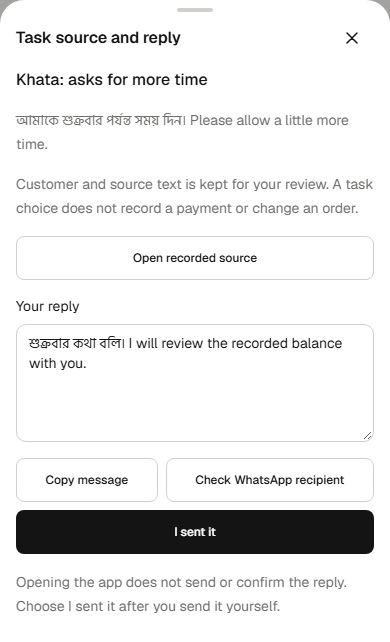 Task source and reply
Khata: asks for more time
আমাকে শুক্রবার পর্যন্ত সময় দিন। Please allow a little more
time.
Customer and source text is kept for your review. A task
choice does not record a payment or change an order.
Open recorded source
Your reply
শুক্রবার কথা বলি। I will review the recorded balance
with you.
Copy message
Check WhatsApp recipient
I sent it
Opening the app does not send or confirm the reply.
Choose I sent it after you send it yourself.